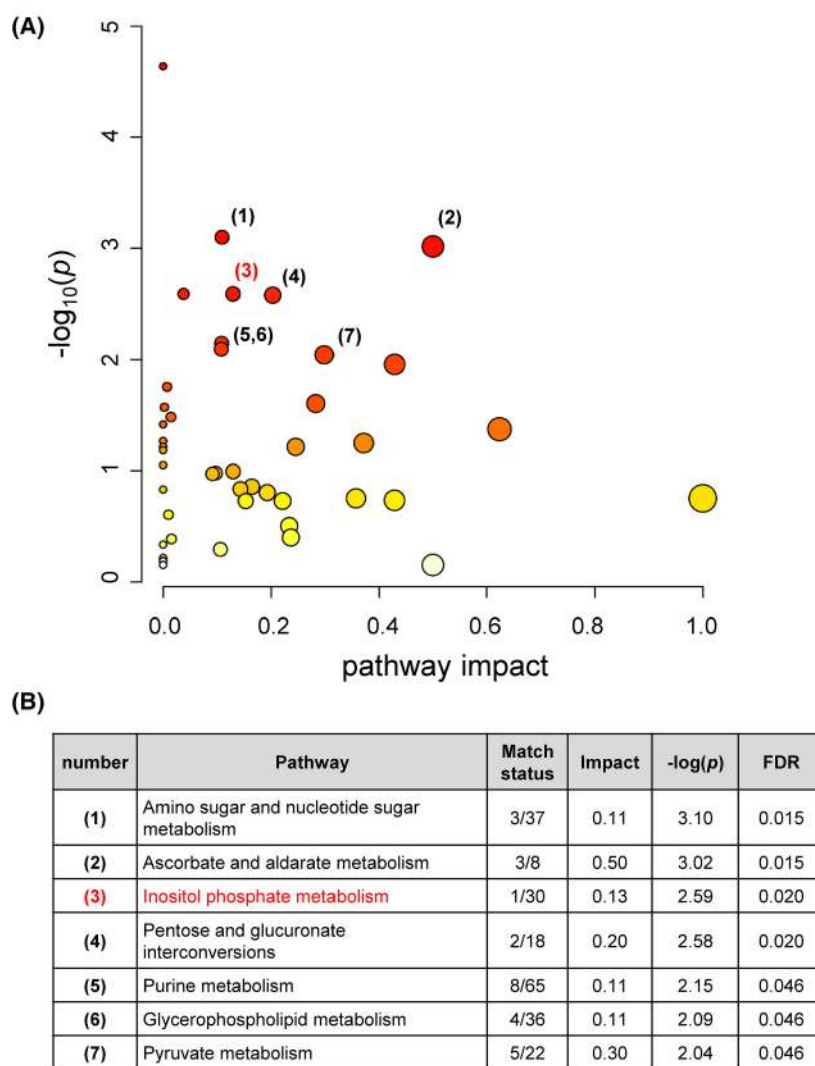 (A)
5
4
3
2
1
0
-log10(p)
(1)
(2)
(3)
(4)
(5,6)
(7)
0.0 0.2 0.4 0.6 0.8 1.0
pathway impact
(B)
number Pathway Match status Impact -log(p) FDR
(1) Amino sugar and nucleotide sugar metabolism 3/37 0.11 3.10 0.015
(2) Ascorbate and aldarate metabolism 3/8 0.50 3.02 0.015
(3) Inositol phosphate metabolism 1/30 0.13 2.59 0.020
(4) Pentose and glucuronate interconversions 2/18 0.20 2.58 0.020
(5) Purine metabolism 8/65 0.11 2.15 0.046
(6) Glycerophospholipid metabolism 4/36 0.11 2.09 0.046
(7) Pyruvate metabolism 5/22 0.30 2.04 0.046